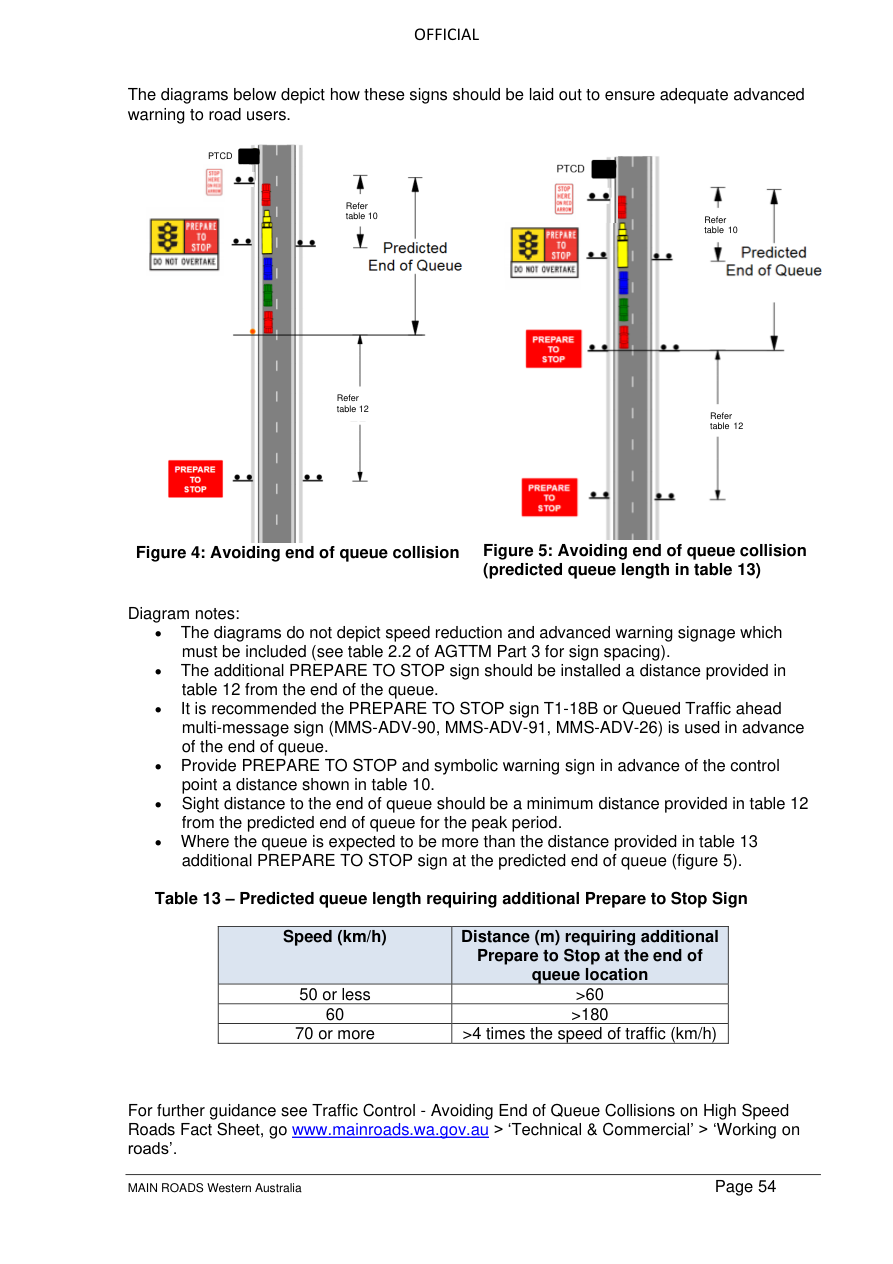 OFFICIAL
The diagrams below depict how these signs should be laid out to ensure adequate advanced
warning to road users.
PTCD
STOP
HERE
ON RED
ARROW
Refer
table 10
PREPARE
TO
STOP
DO NOT OVERTAKE
Predicted
End of Queue
Refer
table 12
PREPARE
TO
STOP
Figure 4: Avoiding end of queue collision
PTCD
STOP
HERE
ON RED
ARROW
Refer
table 10
PREPARE
TO
STOP
DO NOT OVERTAKE
Predicted
End of Queue
PREPARE
TO
STOP
Refer
table 12
PREPARE
TO
STOP
Figure 5: Avoiding end of queue collision
(predicted queue length in table 13)
Diagram notes:
• The diagrams do not depict speed reduction and advanced warning signage which
must be included (see table 2.2 of AGTTM Part 3 for sign spacing).
• The additional PREPARE TO STOP sign should be installed a distance provided in
table 12 from the end of the queue.
• It is recommended the PREPARE TO STOP sign T1-18B or Queued Traffic ahead
multi-message sign (MMS-ADV-90, MMS-ADV-91, MMS-ADV-26) is used in advance
of the end of queue.
• Provide PREPARE TO STOP and symbolic warning sign in advance of the control
point a distance shown in table 10.
• Sight distance to the end of queue should be a minimum distance provided in table 12
from the predicted end of queue for the peak period.
• Where the queue is expected to be more than the distance provided in table 13
additional PREPARE TO STOP sign at the predicted end of queue (figure 5).
Table 13 – Predicted queue length requiring additional Prepare to Stop Sign
Speed (km/h)
Distance (m) requiring additional
Prepare to Stop at the end of
queue location
50 or less >60
60 >180
70 or more >4 times the speed of traffic (km/h)
For further guidance see Traffic Control - Avoiding End of Queue Collisions on High Speed
Roads Fact Sheet, go www.mainroads.wa.gov.au > ‘Technical & Commercial’ > ‘Working on
roads’.
MAIN ROADS Western Australia Page 54